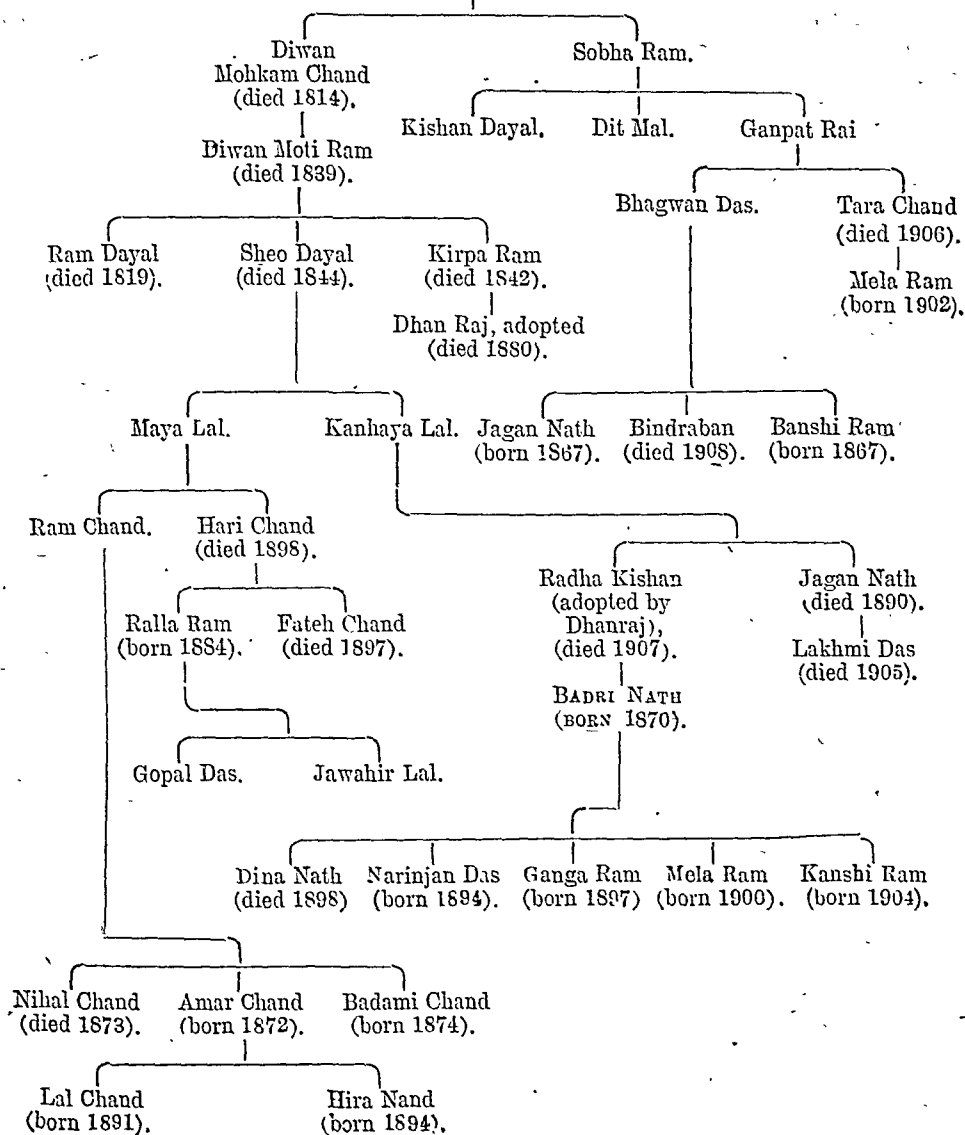 Diwan
Mohkam Chand
(died 1814).
Sobha Ram.
Kishan Dayal.
Dit Mal.
Ganpat Rai
Diwan Moti Ram
(died 1839).
Bhagwan Das.
Tara Chand
(died 1906).
Mela Ram
(born 1902).
Ram Dayal
(died 1819).
Sheo Dayal
(died 1844).
Kirpa Ram
(died 1842).
Dhan Raj, adopted
(died 1880).
Maya Lal.
Kanhaya Lal.
Jagan Nath
(born 1867).
Bindraban
(died 1908).
Banshi Ram
(born 1867).
Ram Chand.
Hari Chand
(died 1898).
Radha Kishan
(adopted by
Dhanraj),
(died 1907).
Jagan Nath
(died 1890).
Ralla Ram
(born 1884).
Fateh Chand
(died 1897).
Lakhmi Das
(died 1905).
BADRI NATH
(BORN 1870).
Gopal Das.
Jawahir Lal.
Dina Nath
(died 1898)
Narinjan Das
(born 1894).
Ganga Ram
(born 1897)
Mela Ram
(born 1900).
Kanshi Ram
(born 1904).
Nihal Chand
(died 1873).
Amar Chand
(born 1872).
Badami Chand
(born 1874).
Lal Chand
(born 1891).
Hira Nand
(born 1894).